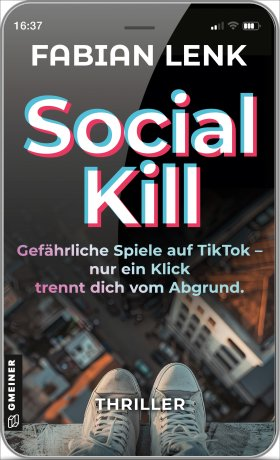 16:37
FABIAN LENK
Social
Kill
Gefährliche Spiele auf TikTok –
nur ein Klick
trennt dich vom Abgrund.
THRILLER
GMEINER